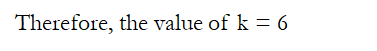 Therefore, the value of k = 6